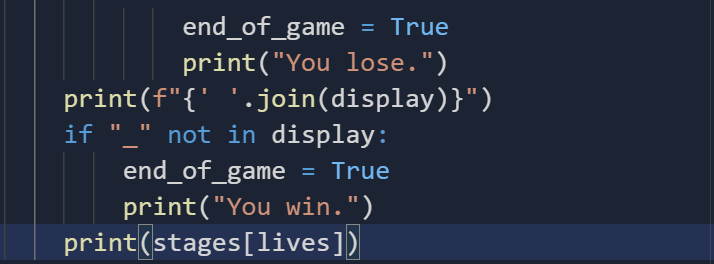 end_of_game = True
print("You lose.")
print(f"{' '.join(display)}")
if "_" not in display:
end_of_game = True
print("You win.")
print(stages[lives])